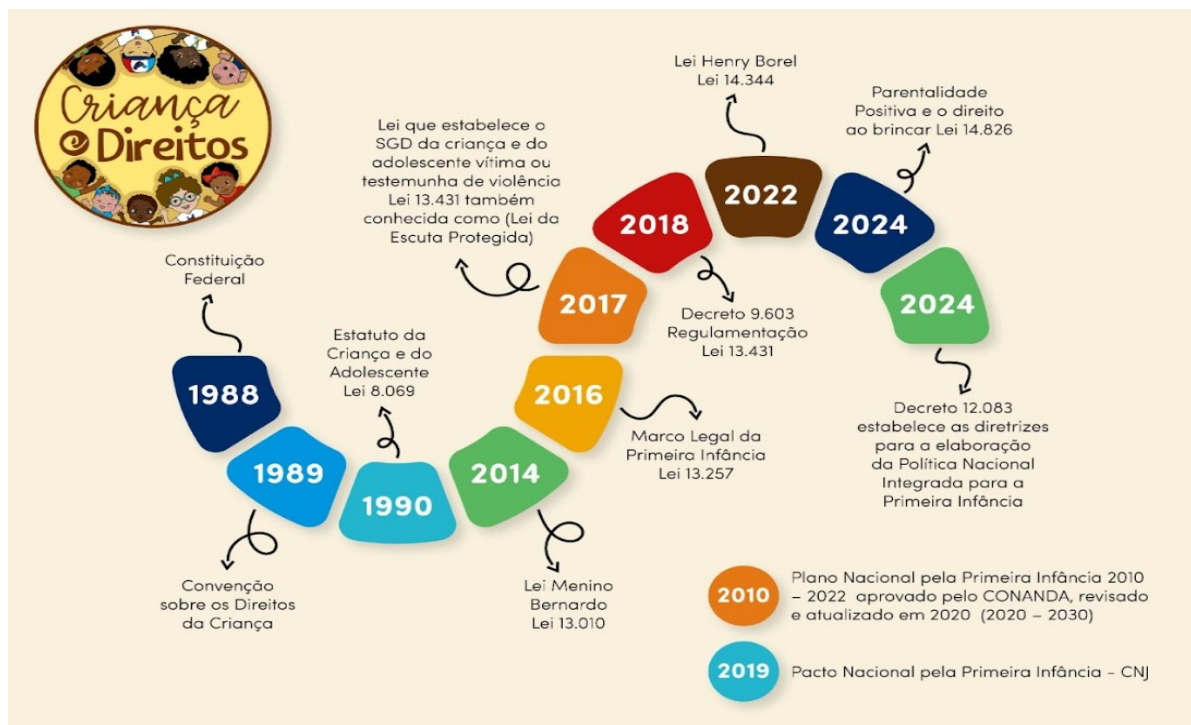 Criança
e Direitos
Constituição
Federal
1988
1989
Convenção
sobre os Direitos
da Criança
Estatuto da
Criança e do
Adolescente
Lei 8.069
1990
2014
Lei Menino
Bernardo
Lei 13.010
2016
Marco Legal da
Primeira Infância
Lei 13.257
Lei que estabelece o
SGD da criança e do
adolescente vítima ou
testemunha de violência
Lei 13.431 também
conhecida como (Lei da
Escuta Protegida)
2017
2018
Decreto 9.603
Regulamentação
Lei 13.431
Lei Henry Borel
Lei 14.344
2022
Parentalidade
Positiva e o direito
ao brincar Lei 14.826
2024
2024
Decreto 12.083
estabelece as diretrizes
para a elaboração
da Política Nacional
Integrada para a
Primeira Infância
2010
Plano Nacional pela Primeira Infância 2010
– 2022 aprovado pelo CONANDA, revisado
e atualizado em 2020 (2020 – 2030)
2019
Pacto Nacional pela Primeira Infância – CNJ